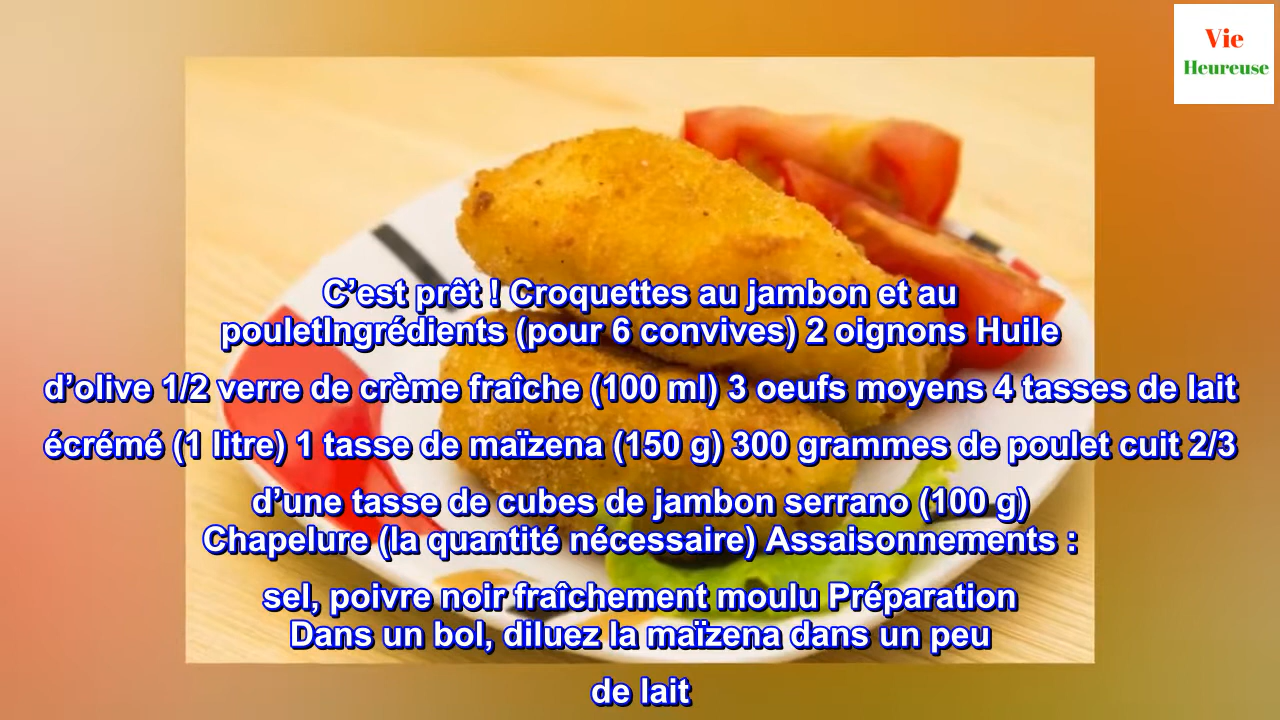 Vie
Heureuse
C’est prêt ! Croquettes au jambon et au
pouletIngrédients (pour 6 convives) 2 oignons Huile
d’olive 1/2 verre de crème fraîche (100 ml) 3 oeufs moyens 4 tasses de lait
écrémé (1 litre) 1 tasse de maïzena (150 g) 300 grammes de poulet cuit 2/3
d’une tasse de cubes de jambon serrano (100 g)
Chapelure (la quantité nécessaire) Assaisonnements :
sel, poivre noir fraîchement moulu Préparation
Dans un bol, diluez la maïzena dans un peu
de lait